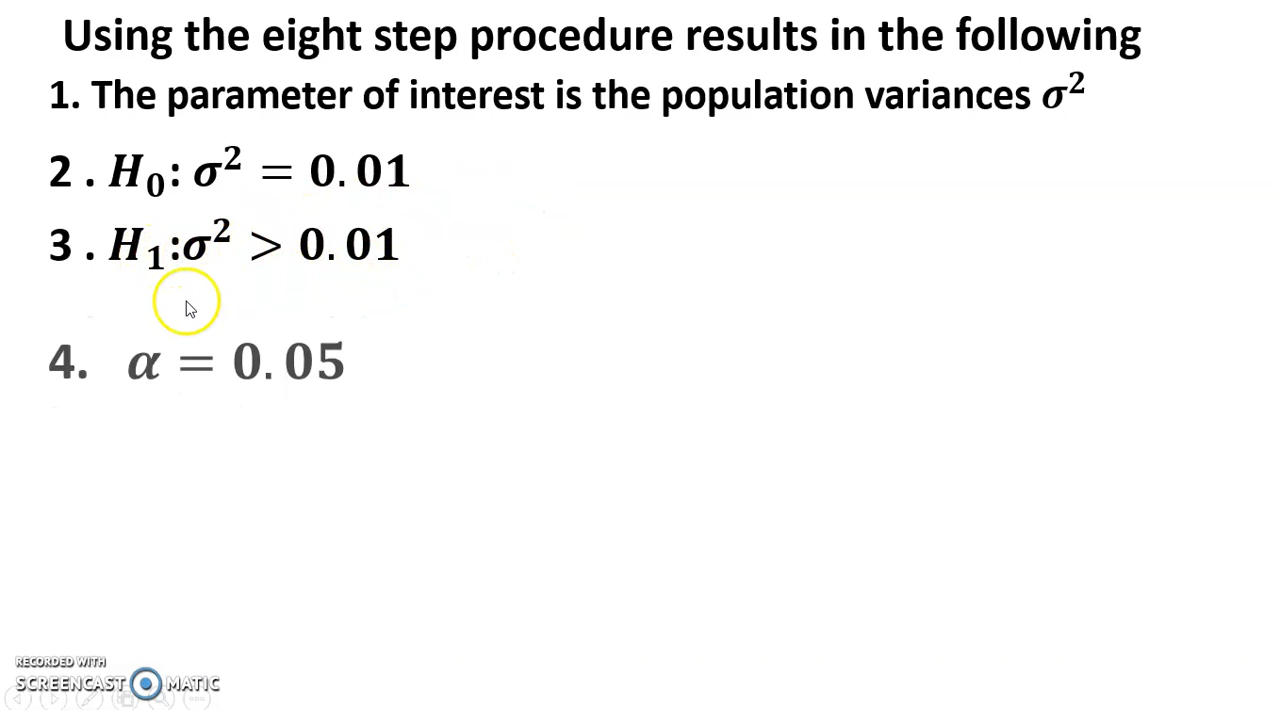 Using the eight step procedure results in the following
1. The parameter of interest is the population variances σ²
2 . H₀: σ² = 0.01
3 . H₁:σ² > 0.01
4. α = 0.05
RECORDED WITH
SCREENCAST MATIC